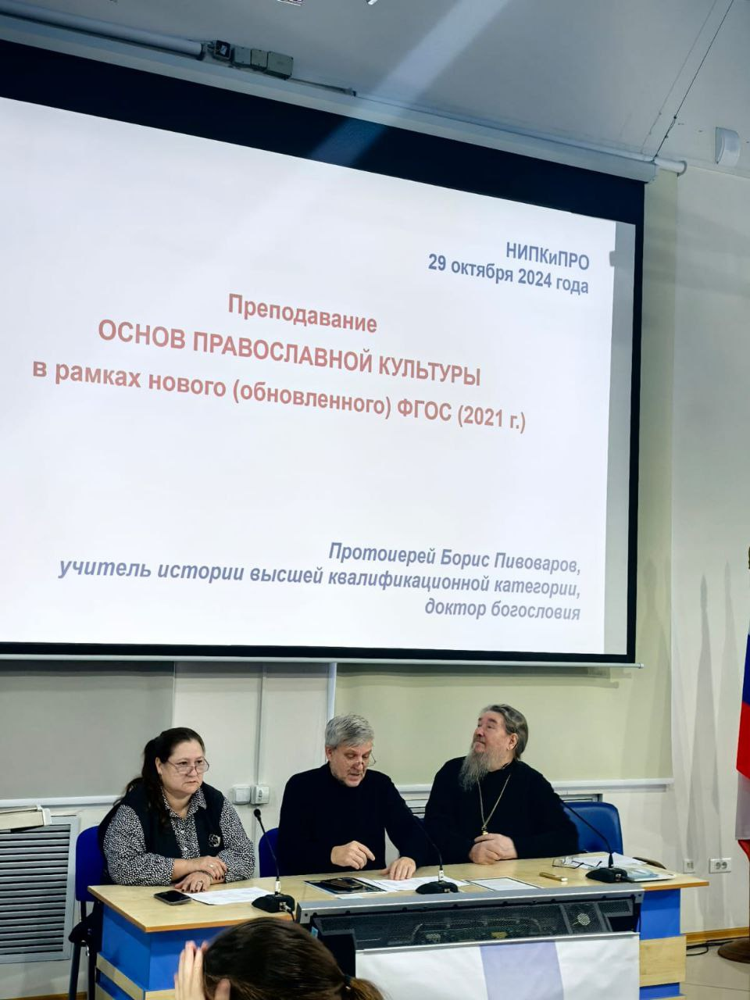 НИПКиПРО
29 октября 2024 года
Преподавание
ОСНОВ ПРАВОСЛАВНОЙ КУЛЬТУРЫ
в рамках нового (обновленного) ФГОС (2021 г.)
Протоиерей Борис Пивоваров,
учитель истории высшей квалификационной категории,
доктор богословия